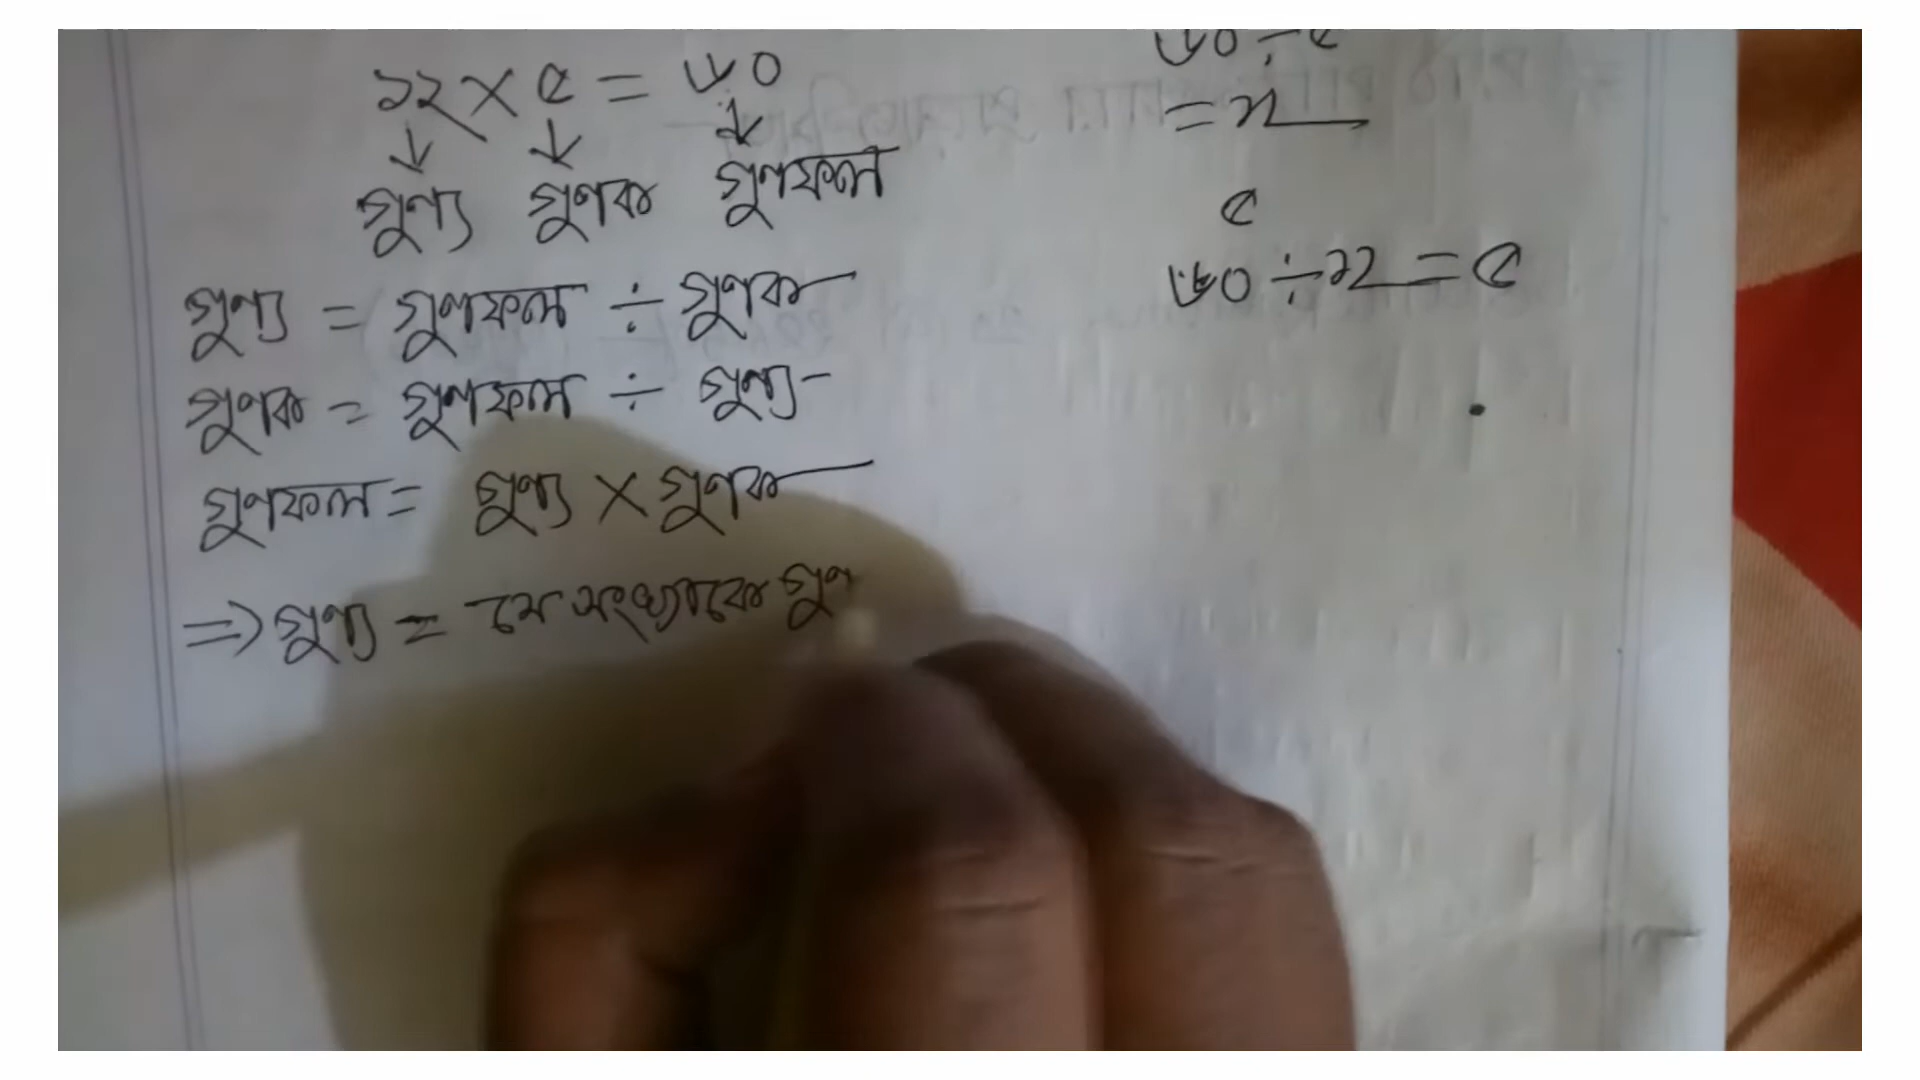 ১২ × ৫ = ৬০
↓ ↓ ↓
গুণ্য গুণক গুণফল
গুণ্য = গুণফল ÷ গুণক
গুণক = গুণফল ÷ গুণ্য
গুণফল = গুণ্য × গুণক
⇒ গুণ্য = যে সংখ্যাকে গুণ
৬০ ÷ ৫
= ১২
৫
৬০ ÷ ১২ = ৫